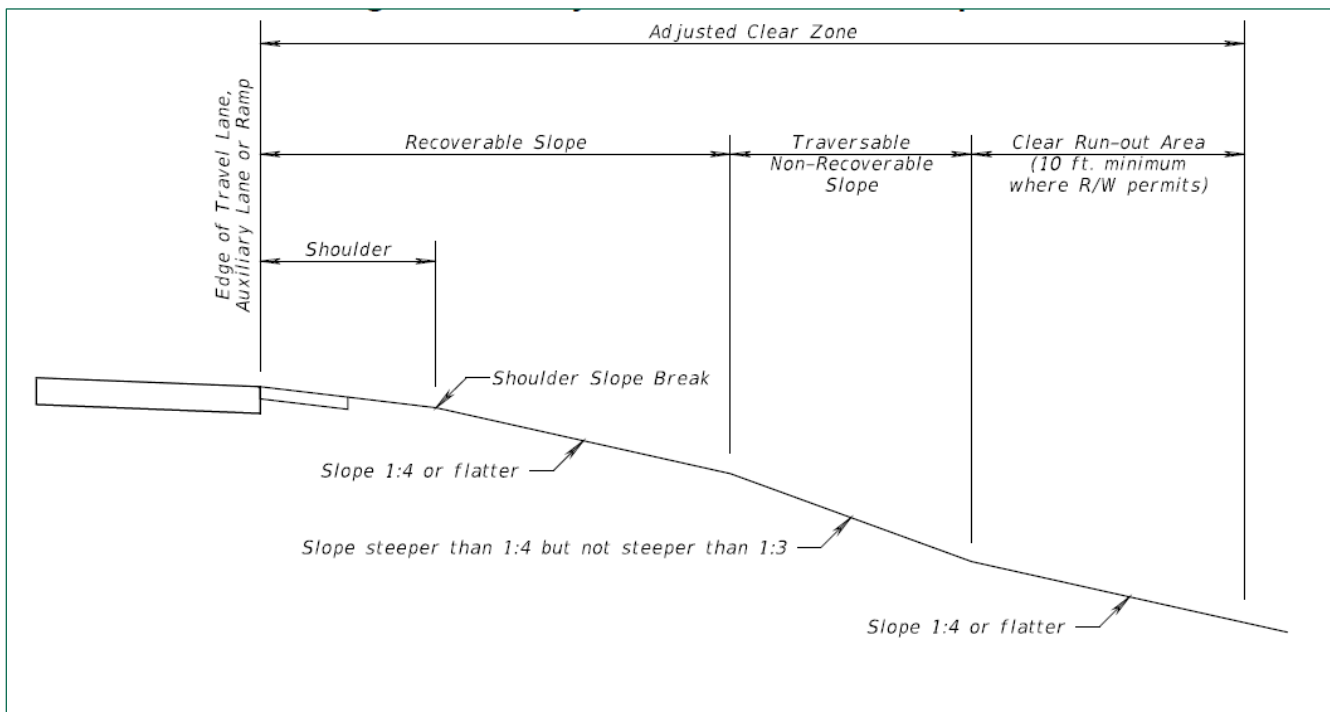 Adjusted Clear Zone
Edge of Travel Lane,
Auxiliary Lane or Ramp
Recoverable Slope
Traversable
Non-Recoverable
Slope
Clear Run-out Area
(10 ft. minimum
where R/W permits)
Shoulder
Shoulder Slope Break
Slope 1:4 or flatter
Slope steeper than 1:4 but not steeper than 1:3
Slope 1:4 or flatter